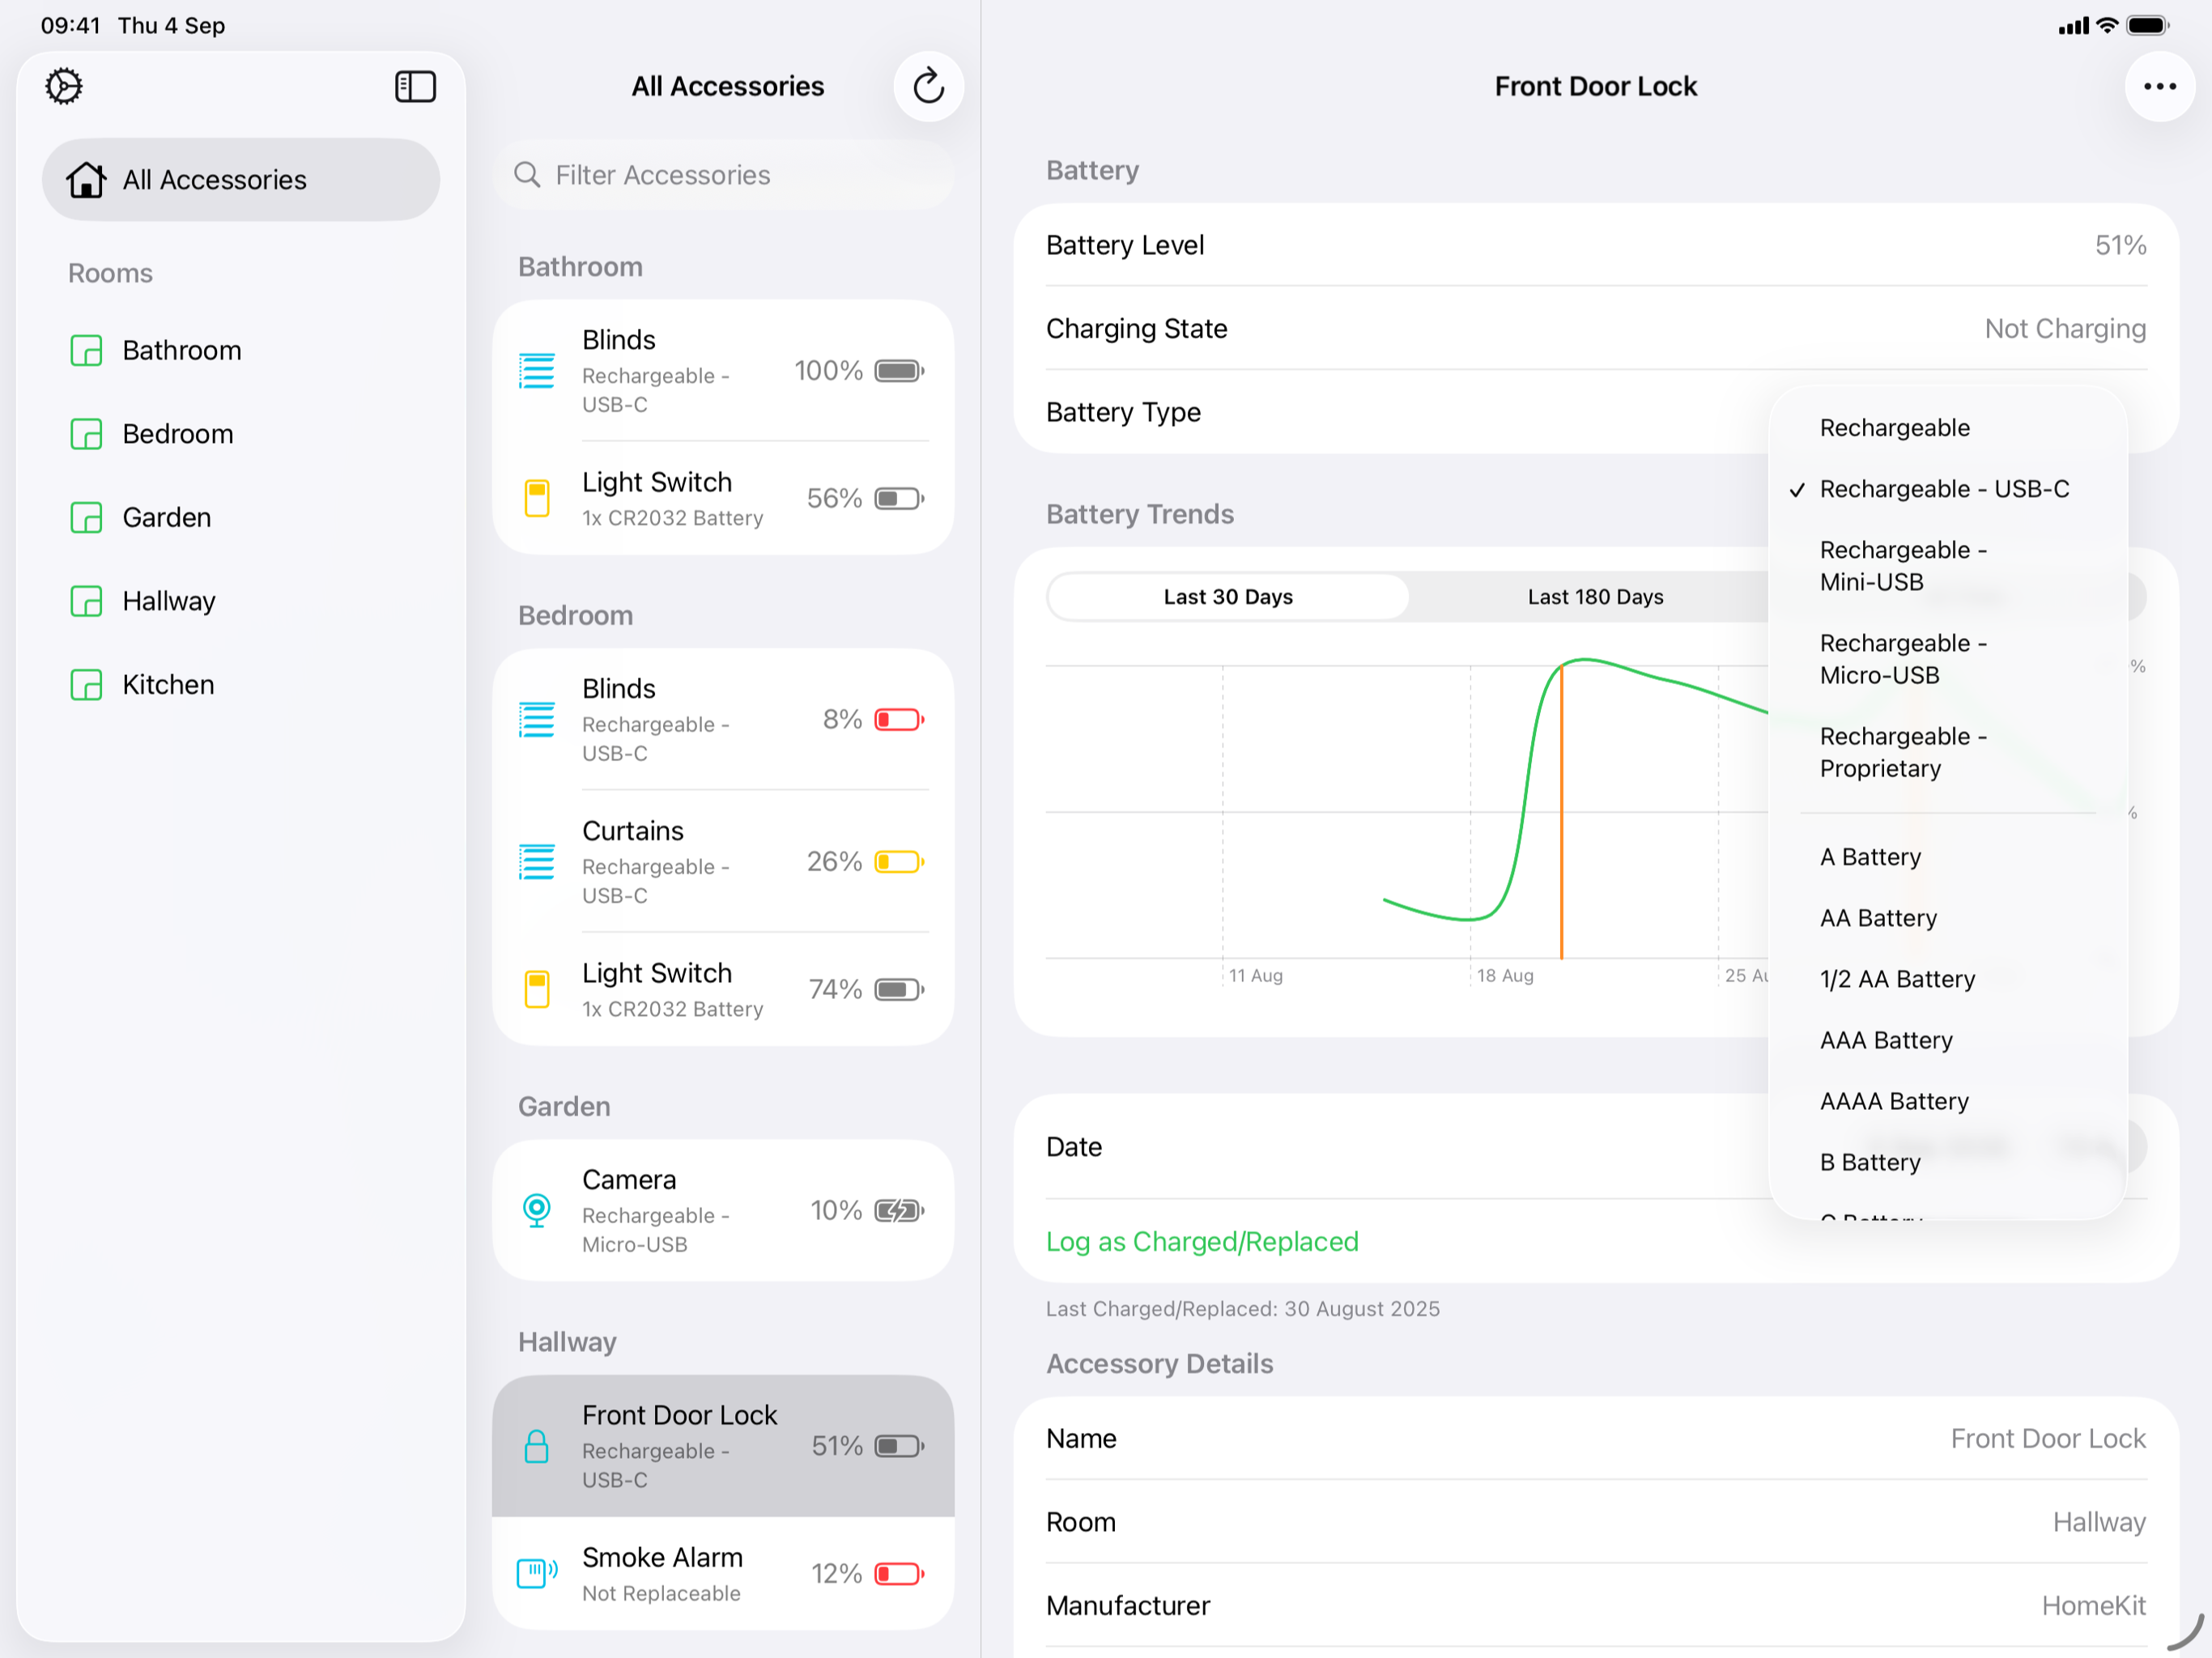 09:41 Thu 4 Sep
All Accessories
Rooms
Bathroom
Bedroom
Garden
Hallway
Kitchen
All Accessories
Filter Accessories
Bathroom
Blinds
Rechargeable -
USB-C
100%
Light Switch
1x CR2032 Battery
56%
Bedroom
Blinds
Rechargeable -
USB-C
8%
Curtains
Rechargeable -
USB-C
26%
Light Switch
1x CR2032 Battery
74%
Garden
Camera
Rechargeable -
Micro-USB
10%
Hallway
Front Door Lock
Rechargeable -
USB-C
51%
Smoke Alarm
Not Replaceable
12%
Front Door Lock
Battery
Battery Level 51%
Charging State Not Charging
Battery Type
Battery Trends
Last 30 Days Last 180 Days
%
%
11 Aug 18 Aug 25
Date
Log as Charged/Replaced
Last Charged/Replaced: 30 August 2025
Accessory Details
Name Front Door Lock
Room Hallway
Manufacturer HomeKit
Rechargeable
✓ Rechargeable - USB-C
Rechargeable -
Mini-USB
Rechargeable -
Micro-USB
Rechargeable -
Proprietary
A Battery
AA Battery
1/2 AA Battery
AAA Battery
AAAA Battery
B Battery